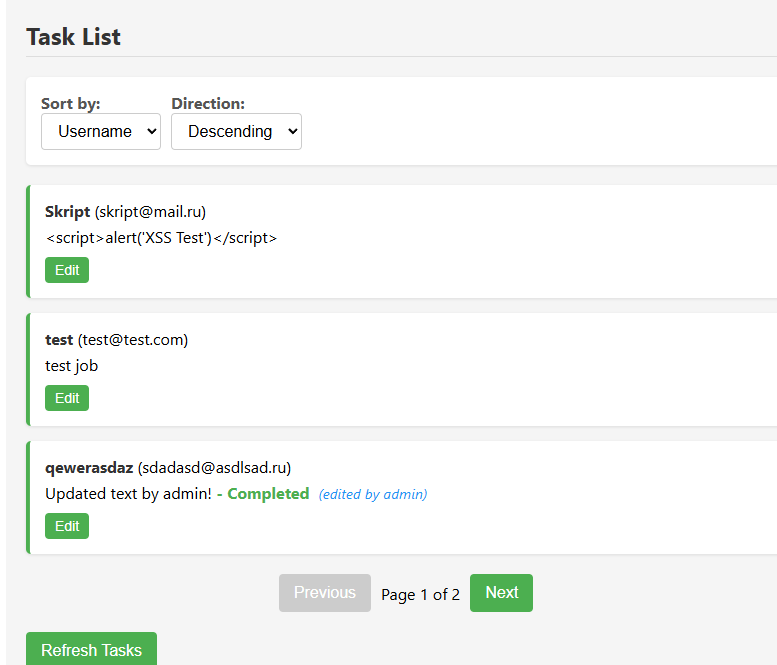 Task List
Sort by: Direction:
Username Descending
Skript (skript@mail.ru)
<script>alert('XSS Test')</script>
Edit
test (test@test.com)
test job
Edit
qewerasdaz (sdadasd@asdlsad.ru)
Updated text by admin! - Completed (edited by admin)
Edit
Previous Page 1 of 2 Next
Refresh Tasks